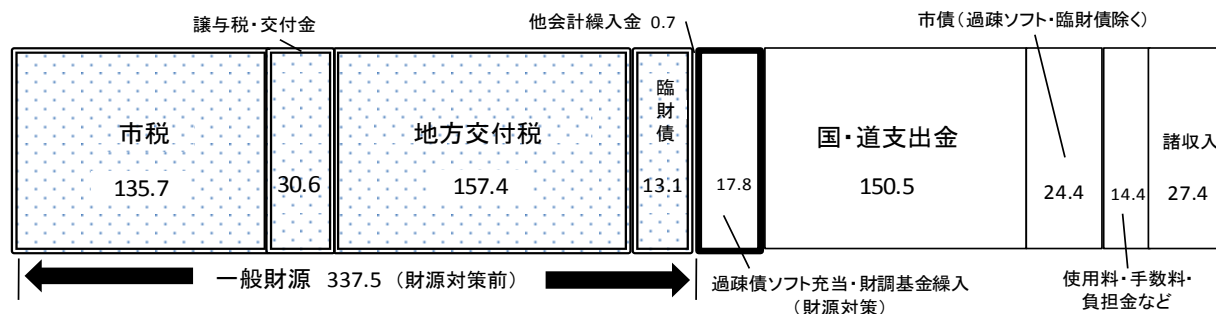 譲与税・交付金
他会計繰入金 0.7
市債（過疎ソフト・臨財債除く）
市税
135.7
30.6
地方交付税
157.4
臨財債
13.1
17.8
国・道支出金
150.5
24.4
14.4
諸収入
27.4
一般財源 337.5 （財源対策前）
過疎債ソフト充当・財調基金繰入
（財源対策）
使用料・手数料・
負担金など